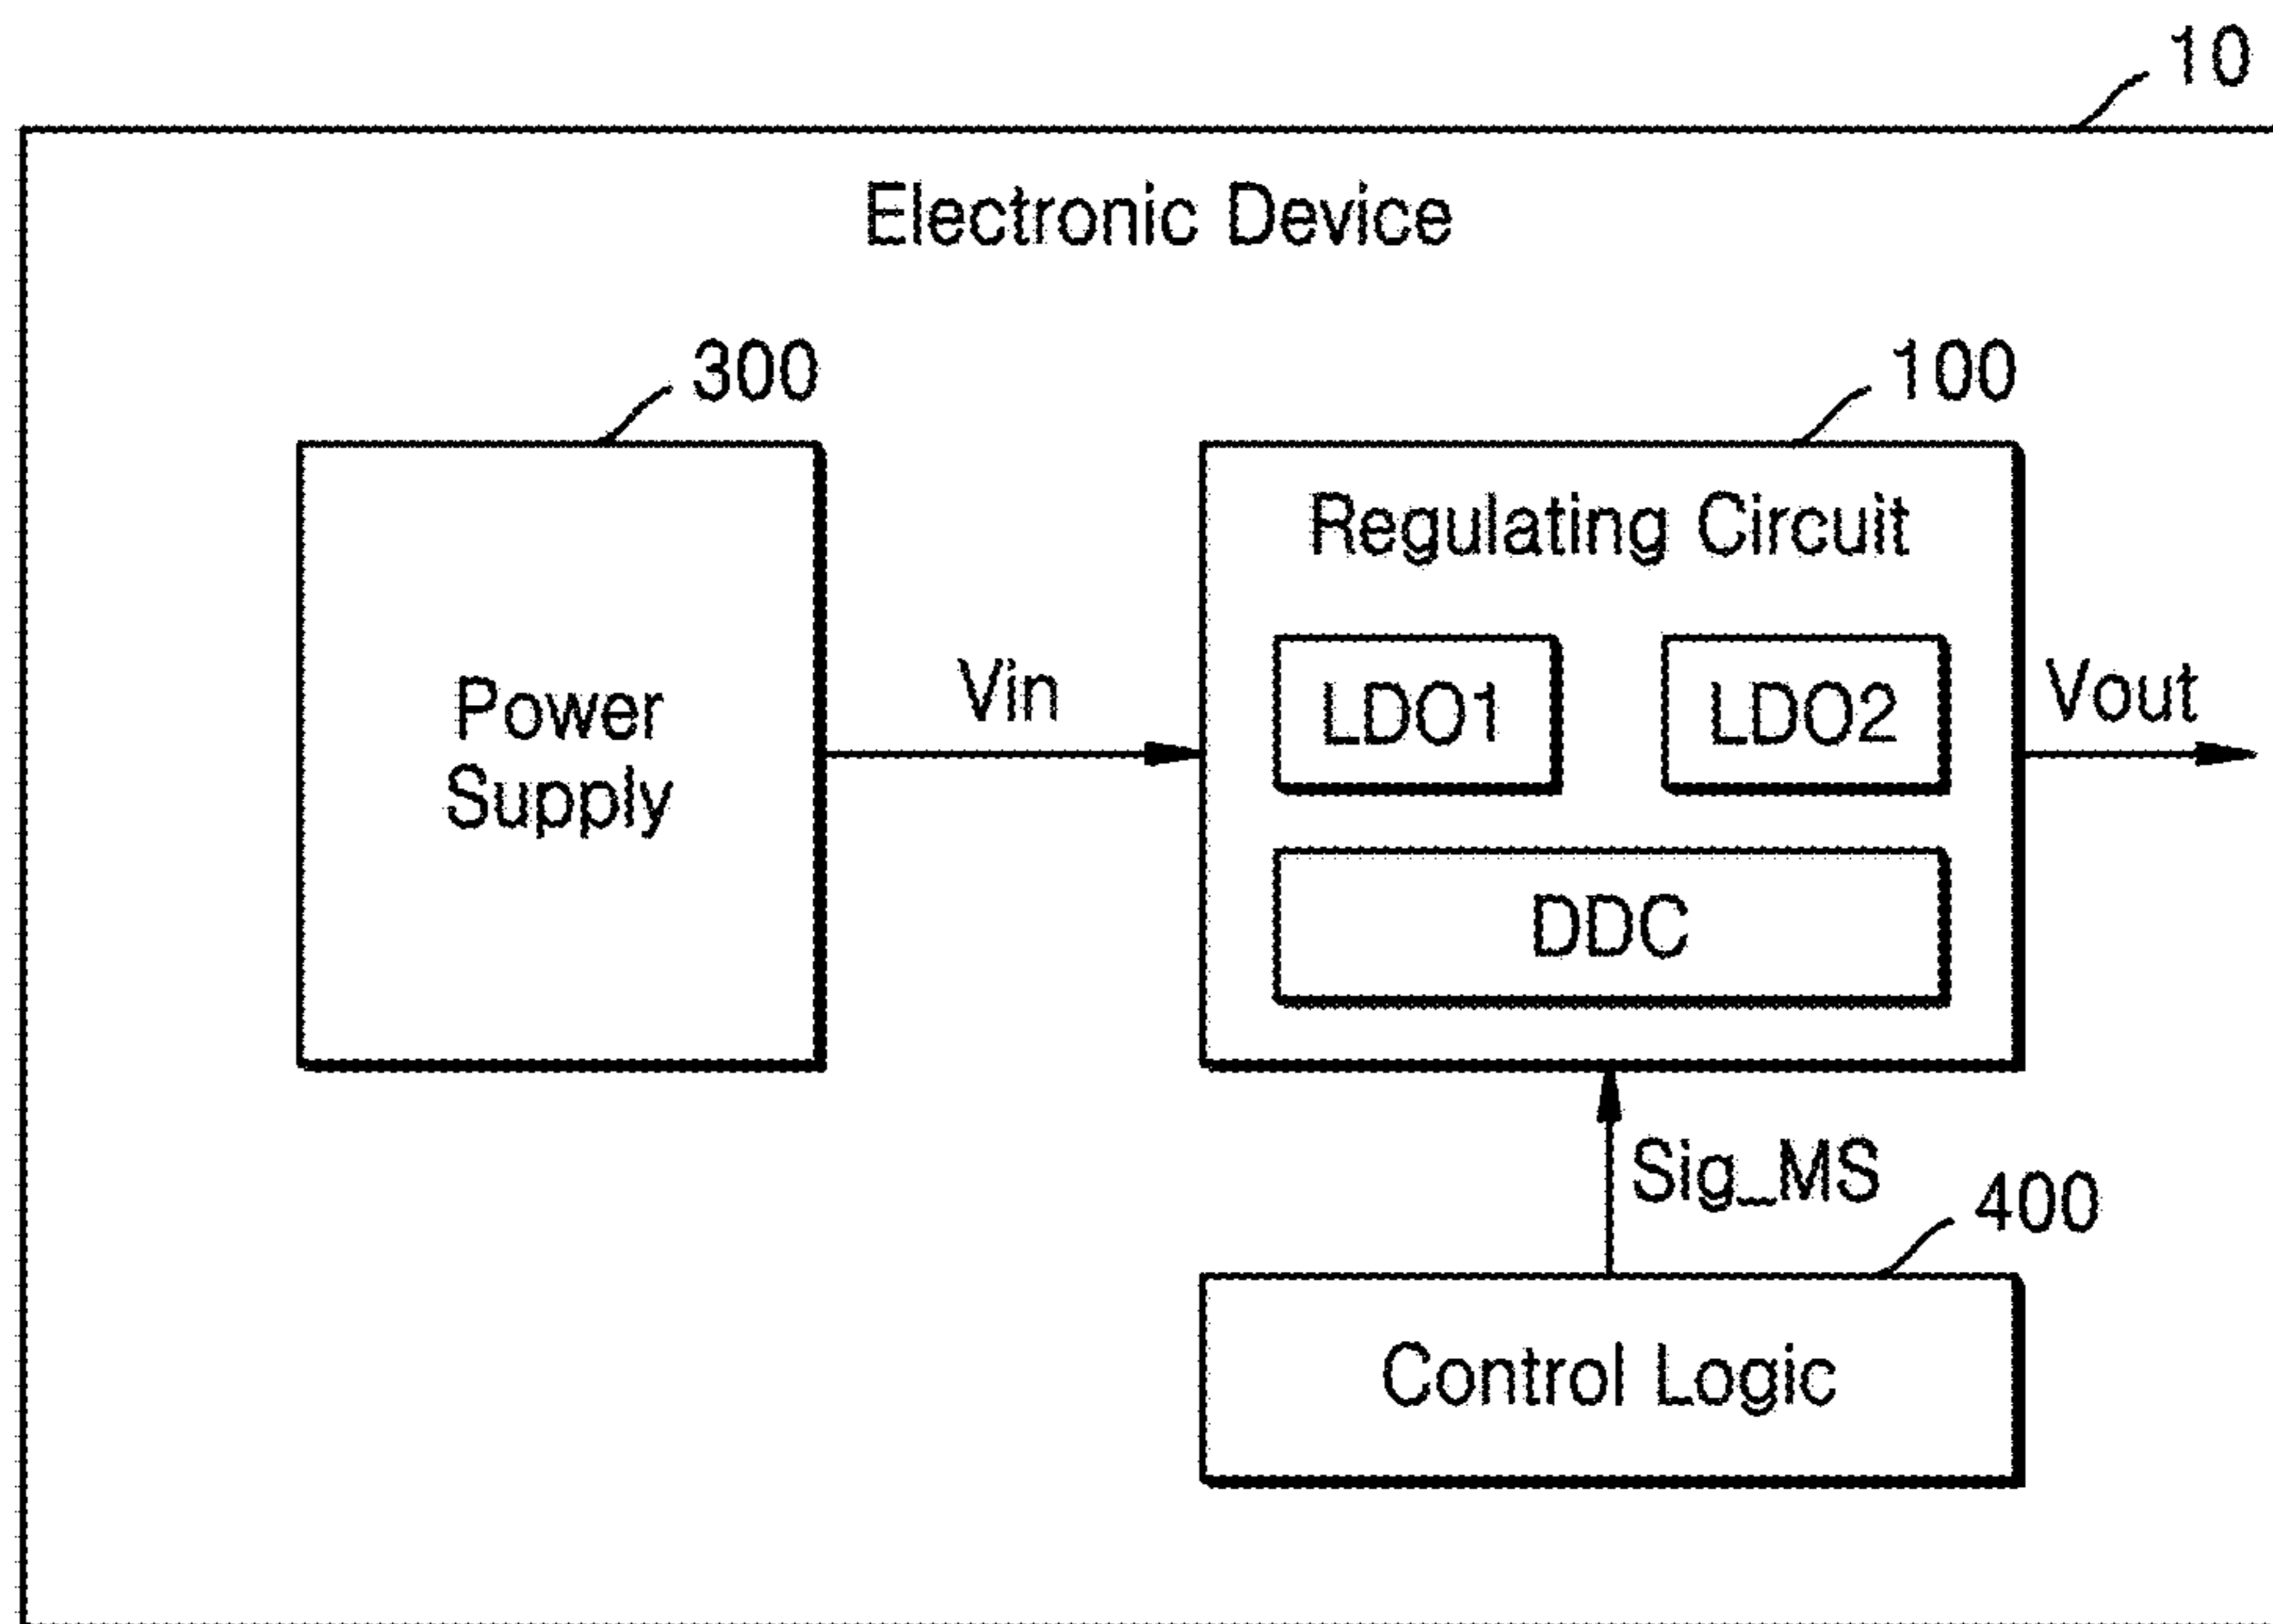 10
Electronic Device
300
100
Power
Supply
Vin
Regulating Circuit
LDO1
LDO2
DDC
Vout
Sig_MS
400
Control Logic